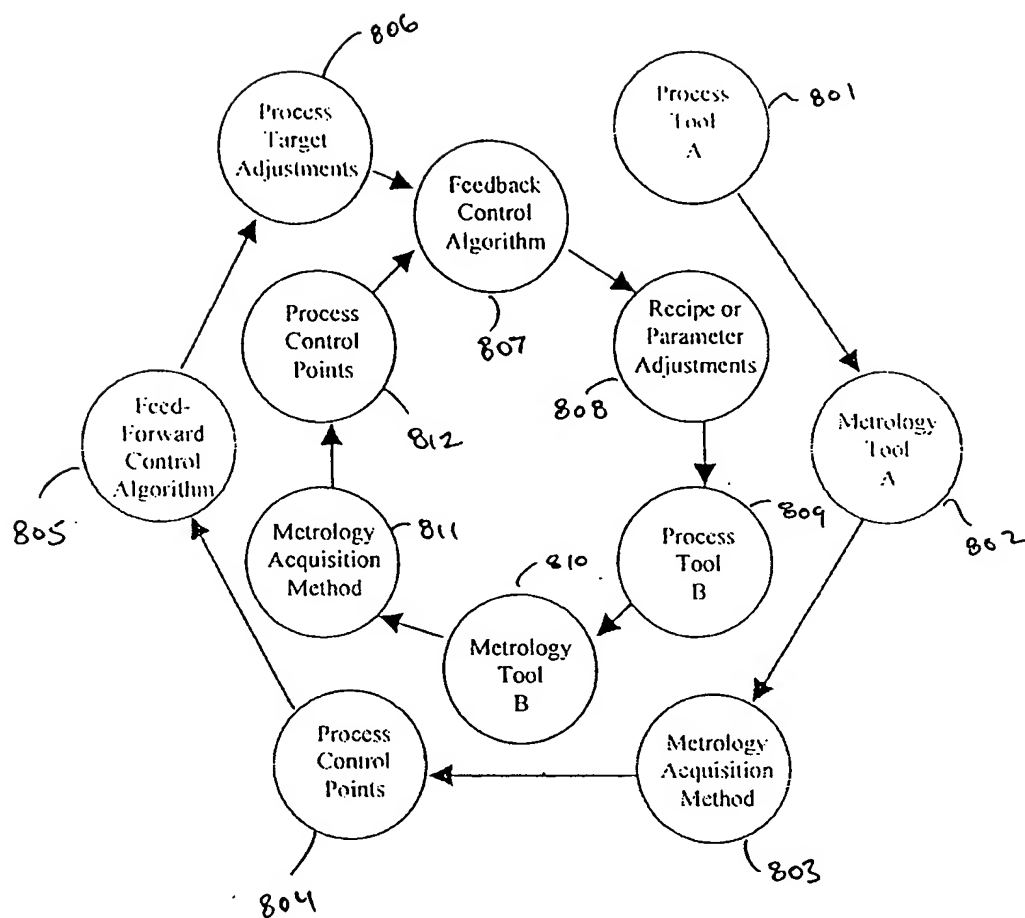 806
Process
Target
Adjustments
Process
Tool
A
801
Feedback
Control
Algorithm
807
Process
Control
Points
812
Recipe or
Parameter
Adjustments
808
Feed-
Forward
Control
Algorithm
805
Metrology
Tool
A
802
Metrology
Acquisition
Method
811
Process
Tool
B
809
Metrology
Tool
B
810
Process
Control
Points
804
Metrology
Acquisition
Method
803